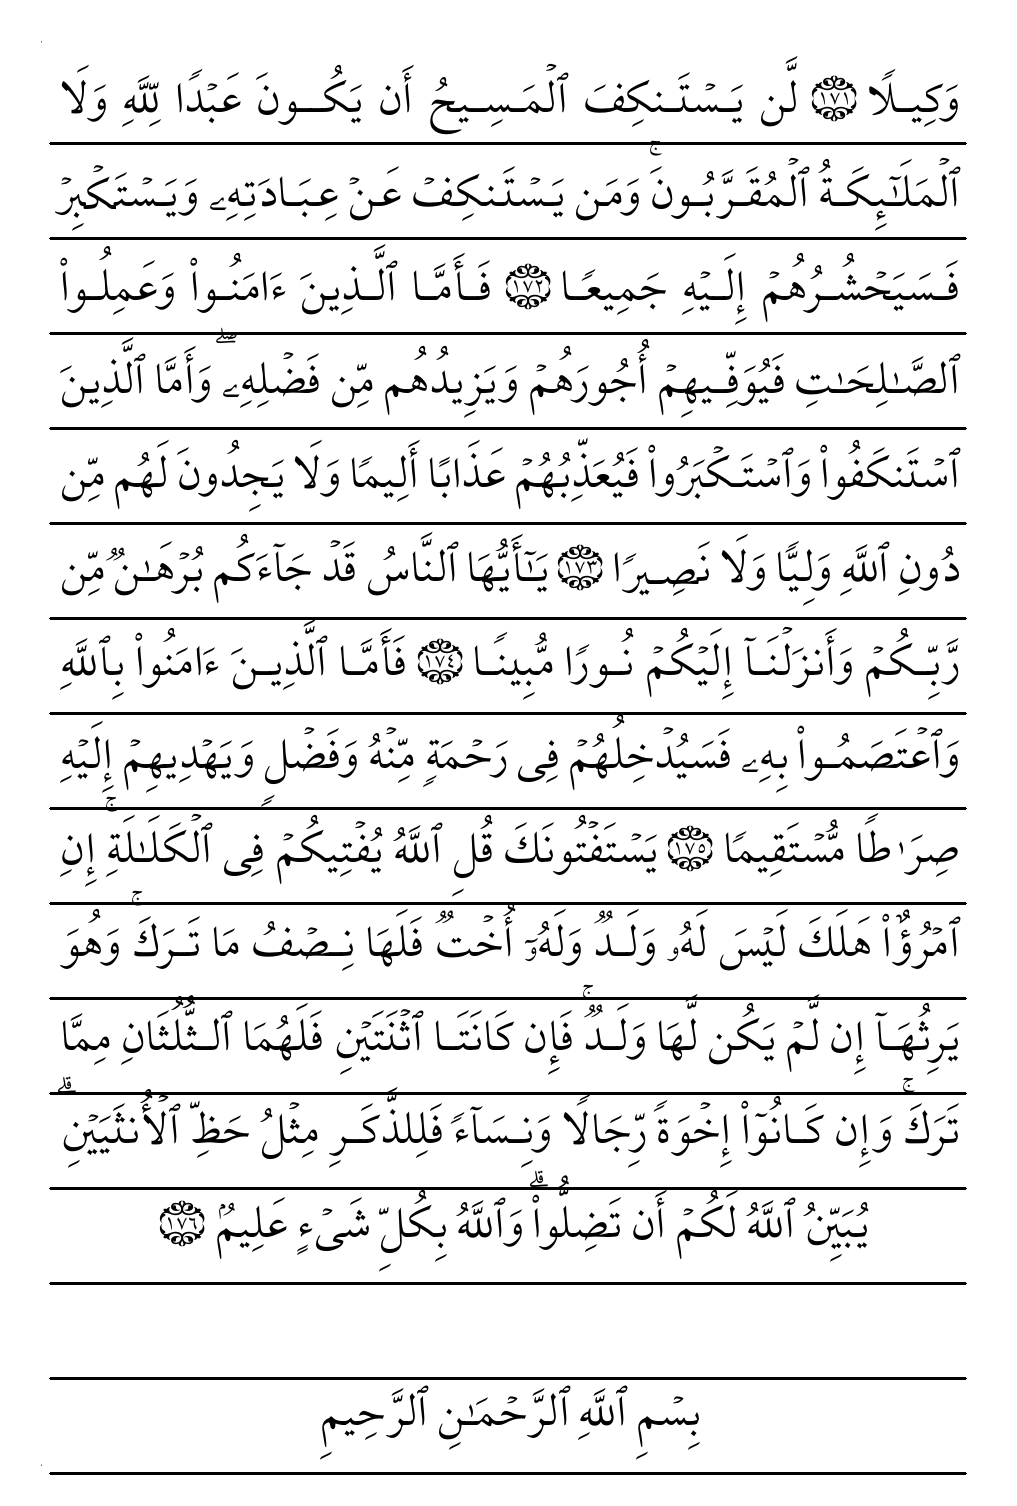 وَكِيلًا ١٧١ لَّن يَسْتَنكِفَ ٱلْمَسِيحُ أَن يَكُونَ عَبْدًا لِّلَّهِ وَلَا
ٱلْمَلَـٰٓئِكَةُ ٱلْمُقَرَّبُونَ ۚ وَمَن يَسْتَنكِفْ عَنْ عِبَادَتِهِۦ وَيَسْتَكْبِرْ
فَسَيَحْشُرُهُمْ إِلَيْهِ جَمِيعًا ١٧٢ فَأَمَّا ٱلَّذِينَ ءَامَنُوا۟ وَعَمِلُوا۟
ٱلصَّـٰلِحَـٰتِ فَيُوَفِّيهِمْ أُجُورَهُمْ وَيَزِيدُهُم مِّن فَضْلِهِۦ ۖ وَأَمَّا ٱلَّذِينَ
ٱسْتَنكَفُوا۟ وَٱسْتَكْبَرُوا۟ فَيُعَذِّبُهُمْ عَذَابًا أَلِيمًا وَلَا يَجِدُونَ لَهُم مِّن
دُونِ ٱللَّهِ وَلِيًّا وَلَا نَصِيرًا ١٧٣ يَـٰٓأَيُّهَا ٱلنَّاسُ قَدْ جَآءَكُم بُرْهَـٰنٌ مِّن
رَّبِّكُمْ وَأَنزَلْنَآ إِلَيْكُمْ نُورًا مُّبِينًا ١٧٤ فَأَمَّا ٱلَّذِينَ ءَامَنُوا۟ بِٱللَّهِ
وَٱعْتَصَمُوا۟ بِهِۦ فَسَيُدْخِلُهُمْ فِى رَحْمَةٍ مِّنْهُ وَفَضْلٍ وَيَهْدِيهِمْ إِلَيْهِ
صِرَٰطًا مُّسْتَقِيمًا ١٧٥ يَسْتَفْتُونَكَ قُلِ ٱللَّهُ يُفْتِيكُمْ فِى ٱلْكَلَـٰلَةِ ۚ إِنِ
ٱمْرُؤٌا۟ هَلَكَ لَيْسَ لَهُۥ وَلَدٌ وَلَهُۥٓ أُخْتٌ فَلَهَا نِصْفُ مَا تَرَكَ ۚ وَهُوَ
يَرِثُهَآ إِن لَّمْ يَكُن لَّهَا وَلَدٌ ۚ فَإِن كَانَتَا ٱثْنَتَيْنِ فَلَهُمَا ٱلثُّلُثَانِ مِمَّا
تَرَكَ ۚ وَإِن كَانُوٓا۟ إِخْوَةً رِّجَالًا وَنِسَآءً فَلِلذَّكَرِ مِثْلُ حَظِّ ٱلْأُنثَيَيْنِ ۗ
يُبَيِّنُ ٱللَّهُ لَكُمْ أَن تَضِلُّوا۟ ۗ وَٱللَّهُ بِكُلِّ شَىْءٍ عَلِيمٌۢ ١٧٦
بِسْمِ ٱللَّهِ ٱلرَّحْمَـٰنِ ٱلرَّحِيمِ